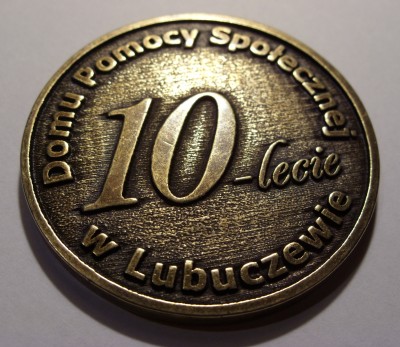 10-lecie
Domu Pomocy Społecznej
w Lubuczewie